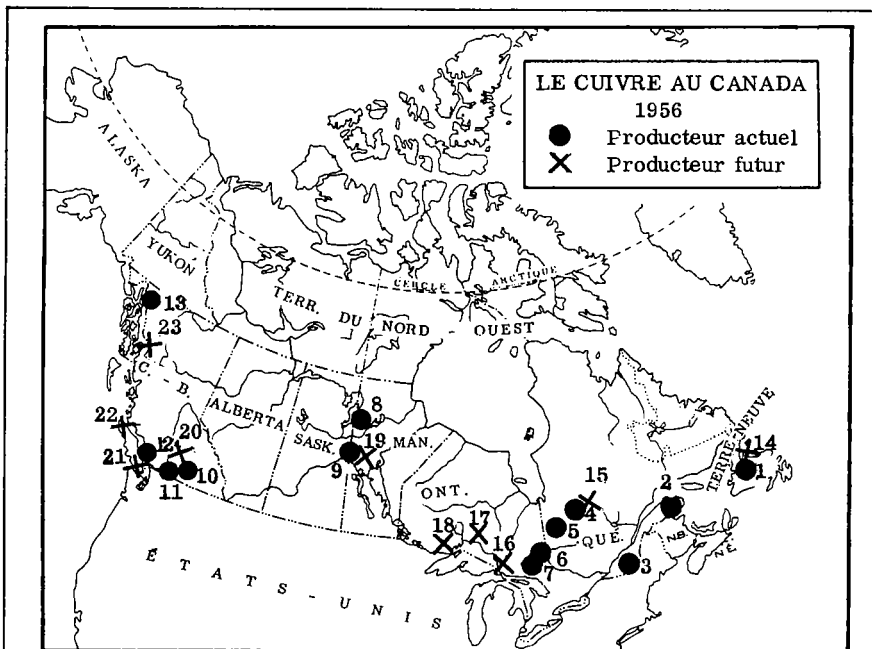 LE CUIVRE AU CANADA
1956
Producteur actuel
Producteur futur
ALASKA
YUKON
CERCLE ARCTIQUE
TERR. DU NORD OUEST
13
23
C.-B.
ALBERTA
SASK.
MAN.
8
22
12
20
9
19
21
11
10
ONT.
QUÉ.
TERRE-NEUVE
14
1
15
4
2
5
18
17
16
6
7
3
N.B.
N.É.
ÉTATS-UNIS